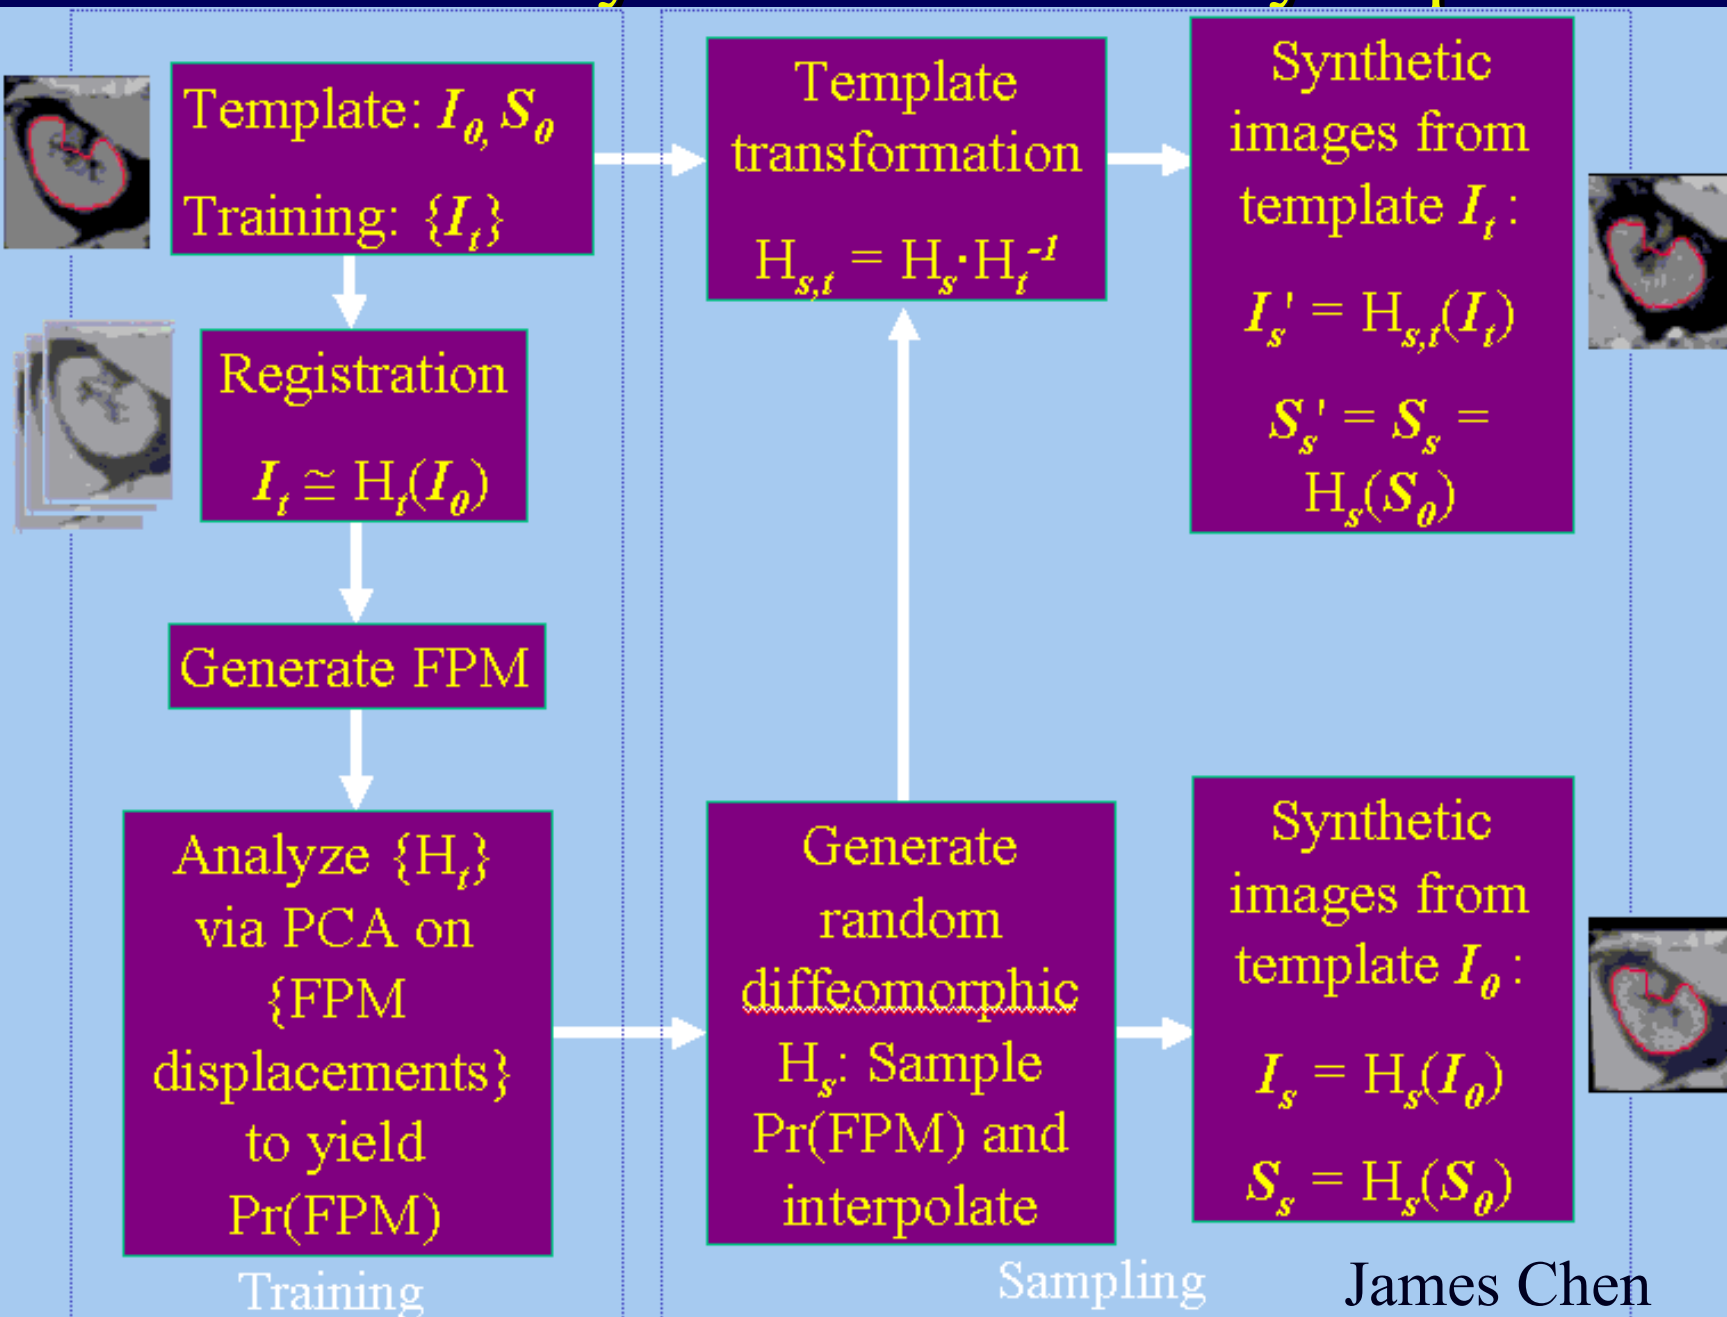 Template: I₀, S₀
Training: {Iₜ}
Registration
Iₜ ≅ Hₜ(I₀)
Generate FPM
Analyze {Hₜ}
via PCA on
{FPM
displacements}
to yield
Pr(FPM)
Training
Template
transformation
Hₛ,ₜ = Hₛ·Hₜ⁻¹
Synthetic
images from
template Iₜ :
Iₛ' = Hₛ,ₜ(Iₜ)
Sₛ' = Sₛ =
Hₛ(S₀)
Generate
random
diffeomorphic
Hₛ: Sample
Pr(FPM) and
interpolate
Synthetic
images from
template I₀ :
Iₛ = Hₛ(I₀)
Sₛ = Hₛ(S₀)
Sampling
James Chen